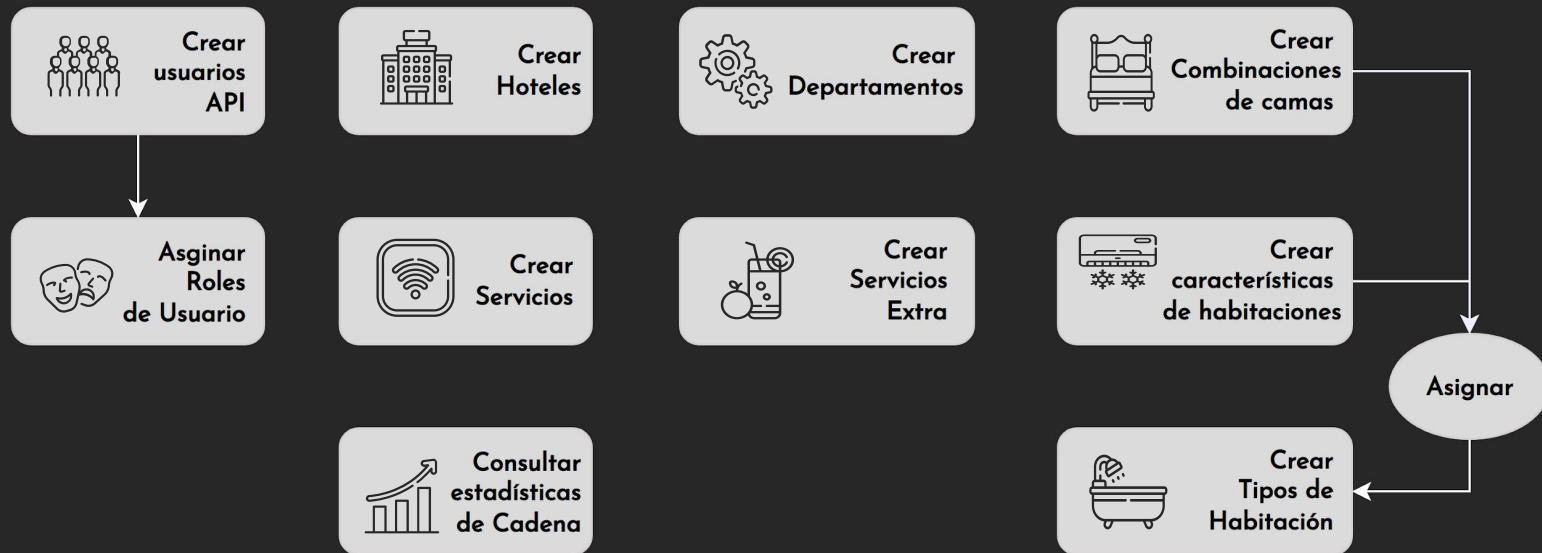 Crear
usuarios
API
Crear
Hoteles
Crear
Departamentos
Crear
Combinaciones
de camas
Asginar
Roles
de Usuario
Crear
Servicios
Crear
Servicios
Extra
Crear
características
de habitaciones
Asignar
Consultar
estadísticas
de Cadena
Crear
Tipos de
Habitación